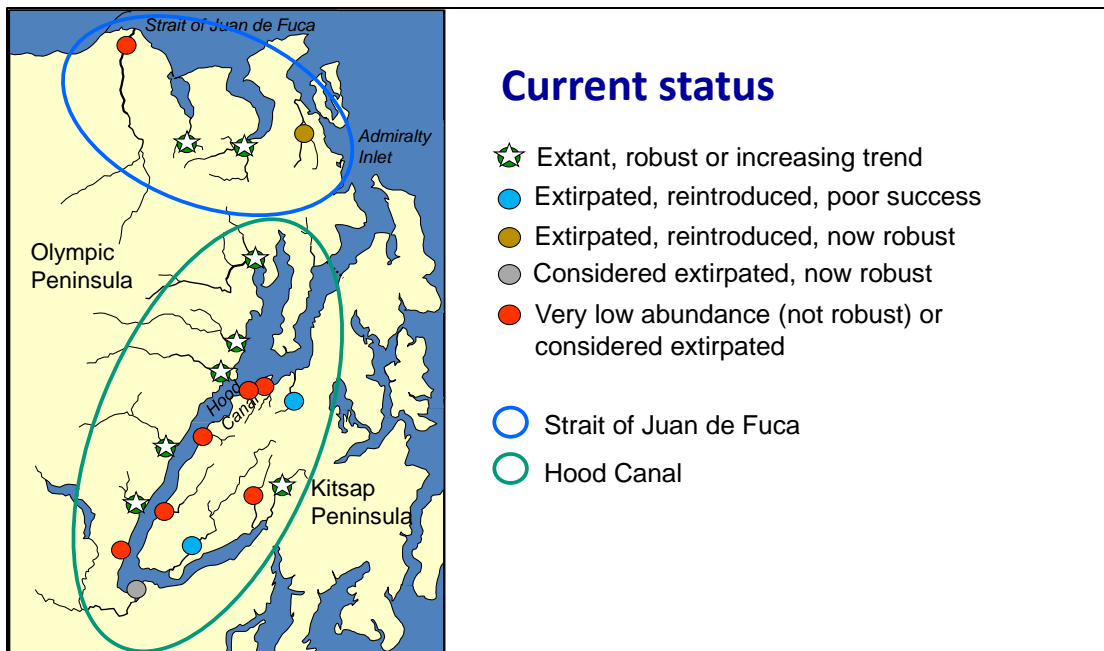 Strait of Juan de Fuca
Admiralty
Inlet
Olympic
Peninsula
Hood
Canal
Kitsap
Peninsula
Current status
Extant, robust or increasing trend
Extirpated, reintroduced, poor success
Extirpated, reintroduced, now robust
Considered extirpated, now robust
Very low abundance (not robust) or
considered extirpated
Strait of Juan de Fuca
Hood Canal